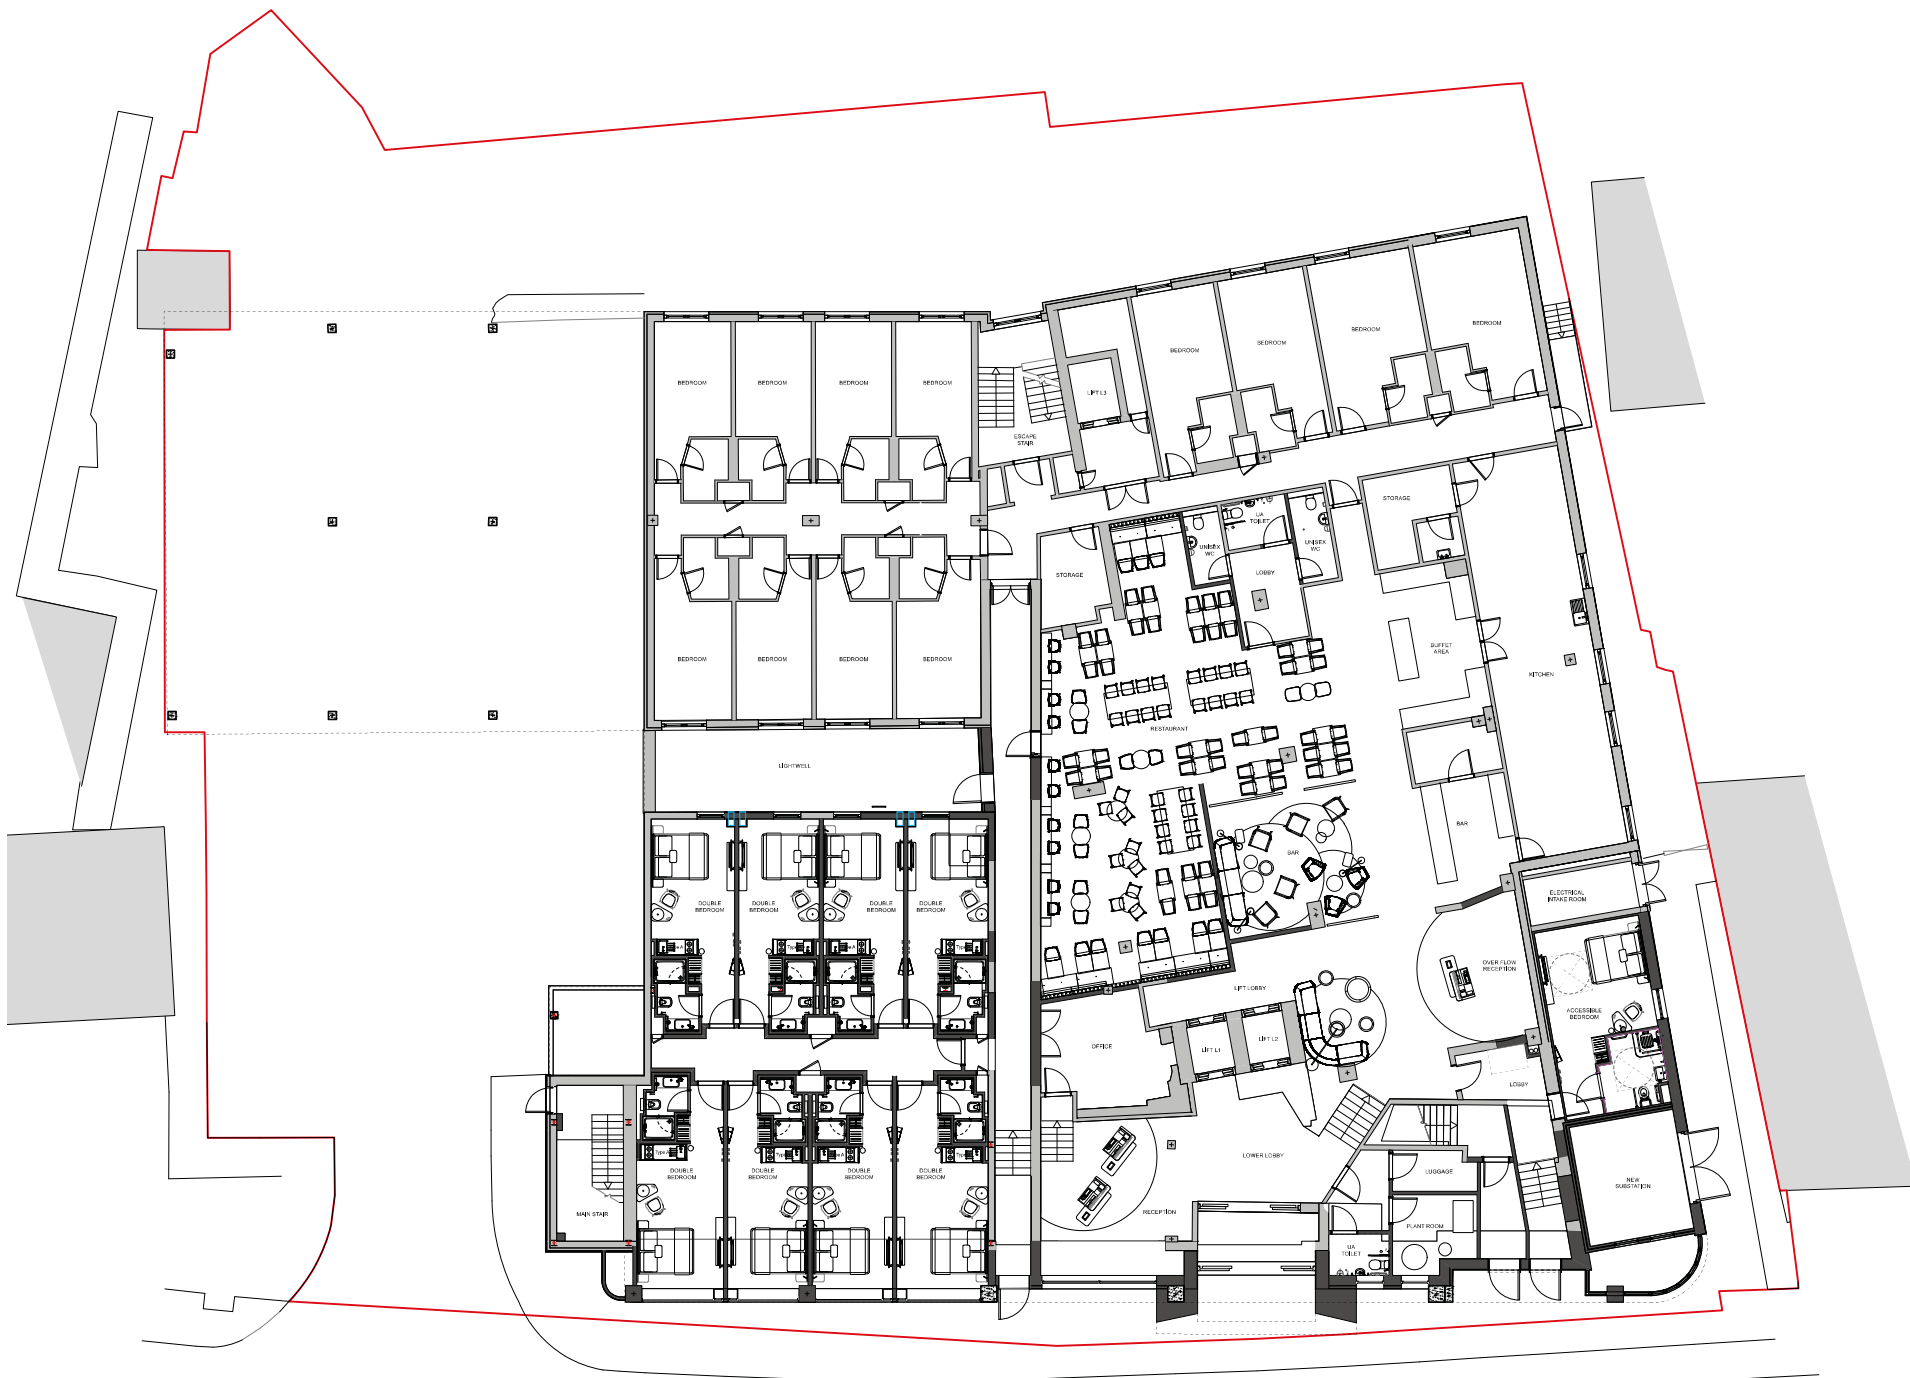 BEDROOM
BEDROOM
BEDROOM
BEDROOM
LIFT L3
ESCAPE
STAIR
BEDROOM
BEDROOM
BEDROOM
BEDROOM
STORAGE
UA
TOILET
UNISEX
WC
UNISEX
WC
LOBBY
STORAGE
BEDROOM
BEDROOM
BEDROOM
BEDROOM
BUFFET
AREA
KITCHEN
RESTAURANT
LIGHTWELL
BAR
BAR
ELECTRICAL
INTAKE ROOM
DOUBLE
BEDROOM
DOUBLE
BEDROOM
DOUBLE
BEDROOM
DOUBLE
BEDROOM
Type A
OVER FLOW
RECEPTION
LIFT LOBBY
ACCESSIBLE
BEDROOM
OFFICE
LIFT L1
LIFT L2
LOBBY
Type A
DOUBLE
BEDROOM
DOUBLE
BEDROOM
DOUBLE
BEDROOM
DOUBLE
BEDROOM
LOWER LOBBY
LUGGAGE
NEW
SUBSTATION
MAIN STAIR
RECEPTION
PLANT ROOM
UA
TOILET